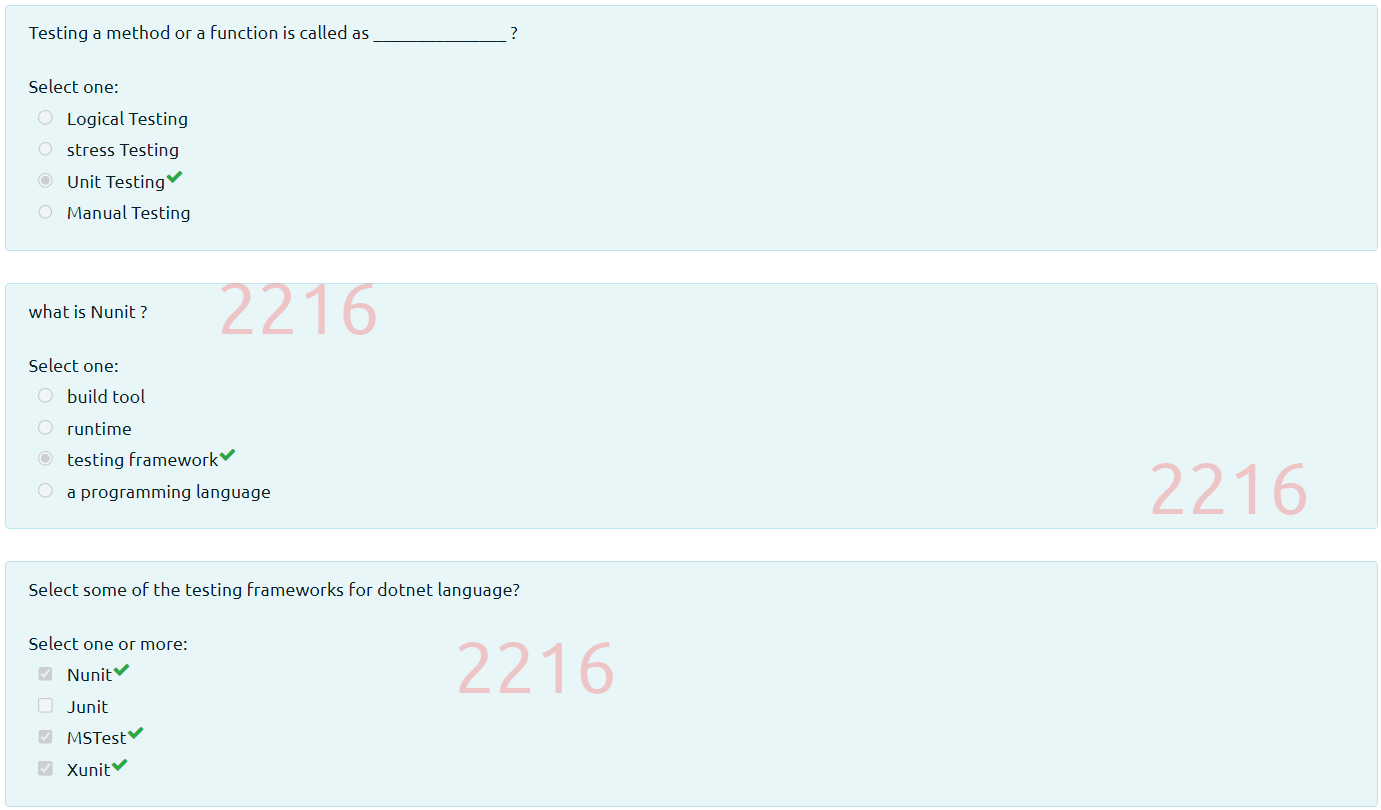 Testing a method or a function is called as _______________ ?
Select one:
Logical Testing
stress Testing
Unit Testing
Manual Testing
what is Nunit ?
2216
Select one:
build tool
runtime
testing framework
a programming language
2216
Select some of the testing frameworks for dotnet language?
Select one or more:
2216
Nunit
Junit
MSTest
Xunit